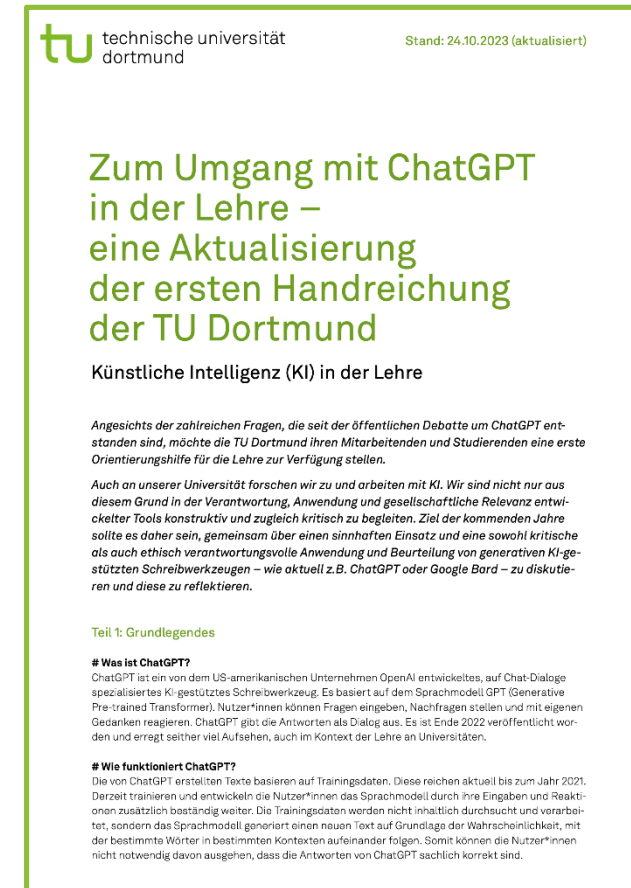 tu technische universität
dortmund
Stand: 24.10.2023 (aktualisiert)
Zum Umgang mit ChatGPT
in der Lehre –
eine Aktualisierung
der ersten Handreichung
der TU Dortmund
Künstliche Intelligenz (KI) in der Lehre
Angesichts der zahlreichen Fragen, die seit der öffentlichen Debatte um ChatGPT ent-
standen sind, möchte die TU Dortmund ihren Mitarbeitenden und Studierenden eine erste
Orientierungshilfe für die Lehre zur Verfügung stellen.
Auch an unserer Universität forschen wir zu und arbeiten mit KI. Wir sind nicht nur aus
diesem Grund in der Verantwortung, Anwendung und gesellschaftliche Relevanz entwi-
ckelter Tools konstruktiv und zugleich kritisch zu begleiten. Ziel der kommenden Jahre
sollte es daher sein, gemeinsam über einen sinnhaften Einsatz und eine sowohl kritische
als auch ethisch verantwortungsvolle Anwendung und Beurteilung von generativen KI-ge-
stützten Schreibwerkzeugen – wie aktuell z.B. ChatGPT oder Google Bard – zu diskutie-
ren und diese zu reflektieren.
Teil 1: Grundlegendes
# Was ist ChatGPT?
ChatGPT ist ein von dem US-amerikanischen Unternehmen OpenAI entwickeltes, auf Chat-Dialoge
spezialisiertes KI-gestütztes Schreibwerkzeug. Es basiert auf dem Sprachmodell GPT (Generative
Pre-trained Transformer). Nutzer*innen können Fragen eingeben, Nachfragen stellen und mit eigenen
Gedanken reagieren. ChatGPT gibt die Antworten als Dialog aus. Es ist Ende 2022 veröffentlicht wor-
den und erregt seither viel Aufsehen, auch im Kontext der Lehre an Universitäten.
# Wie funktioniert ChatGPT?
Die von ChatGPT erstellten Texte basieren auf Trainingsdaten. Diese reichen aktuell bis zum Jahr 2021.
Derzeit trainieren und entwickeln die Nutzer*innen das Sprachmodell durch ihre Eingaben und Reakti-
onen zusätzlich beständig weiter. Die Trainingsdaten werden nicht inhaltlich durchsucht und verarbei-
tet, sondern das Sprachmodell generiert einen neuen Text auf Grundlage der Wahrscheinlichkeit, mit
der bestimmte Wörter in bestimmten Kontexten aufeinander folgen. Somit können die Nutzer*innen
nicht notwendig davon ausgehen, dass die Antworten von ChatGPT sachlich korrekt sind.